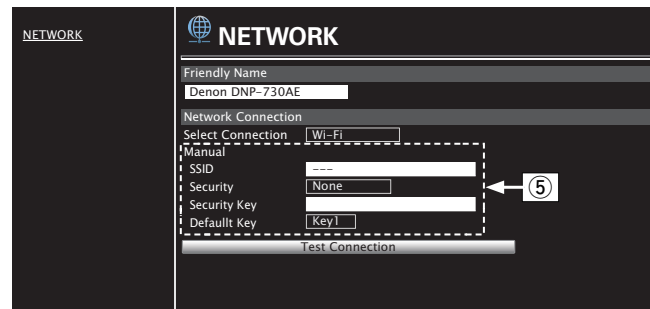 NETWORK
NETWORK
Friendly Name
Denon DNP-730AE
Network Connection
Select Connection Wi-Fi
Manual
SSID ---
Security None
Security Key
Defaullt Key Key1
Test Connection
⑤